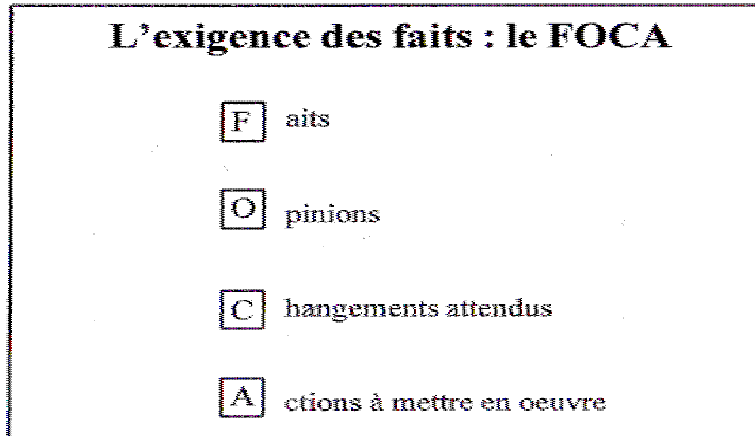 L'exigence des faits : le FOCA
F aits
O pinions
C hangements attendus
A ctions à mettre en oeuvre